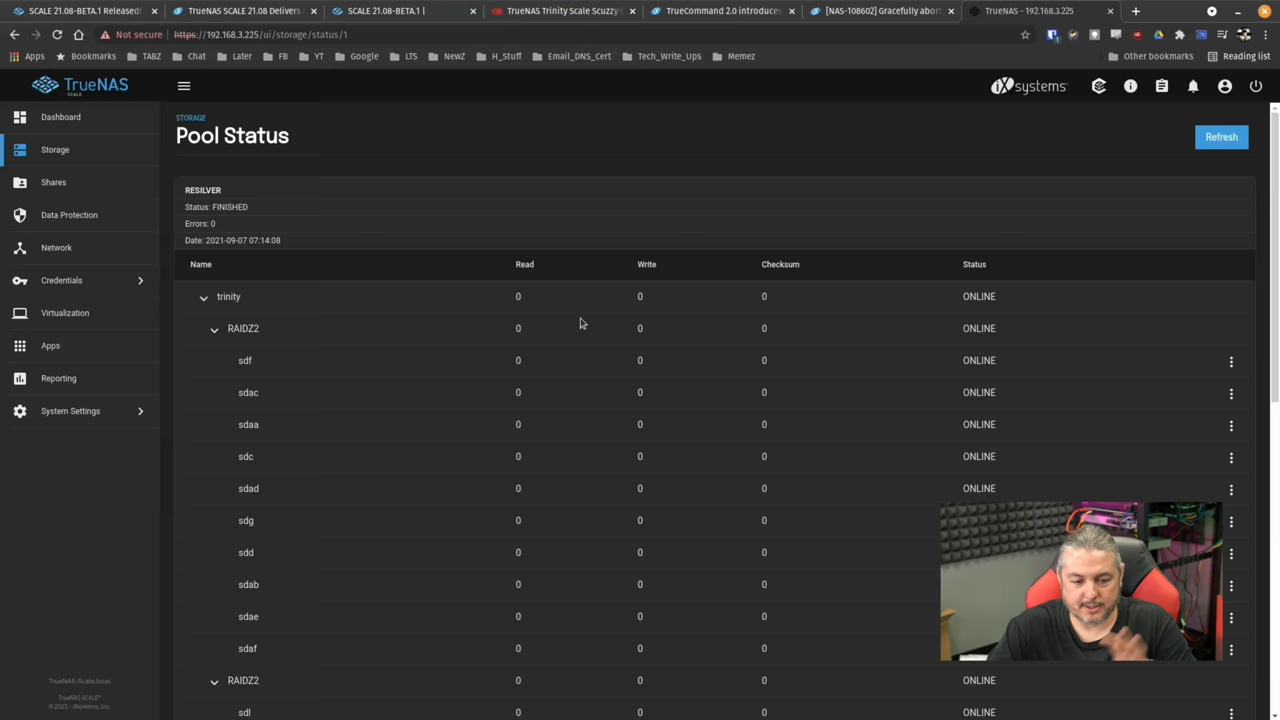 SCALE 21.08-BETA.1 Released!
TrueNAS SCALE 21.08 Delivers
SCALE 21-08-BETA.1 |
TrueNAS Trinity Scale Scuzzy
TrueCommand 2.0 introduces
[NAS-108602] Gracefully abor
TrueNAS - 192.168.3.225
Not secure
https://192.168.3.225/ui/storage/status/1
Apps
Bookmarks
TABZ
Chat
Later
FB
YT
Google
LTS
NewZ
H_Stuff
Email_DNS_Cert
Tech_Write_Ups
Memez
Other bookmarks
Reading list
TrueNAS
SCALE
iXsystems
Dashboard
Storage
Shares
Data Protection
Network
Credentials
Virtualization
Apps
Reporting
System Settings
TrueNAS-Scale.local
TrueNAS SCALE®
© 2021 - iXsystems, Inc.
STORAGE
Pool Status
Refresh
RESILVER
Status: FINISHED
Errors: 0
Date: 2021-09-07 07:14:08
Name Read Write Checksum Status
trinity 0 0 0 ONLINE
RAIDZ2 0 0 0 ONLINE
sdf 0 0 0 ONLINE
sdac 0 0 0 ONLINE
sdaa 0 0 0 ONLINE
sdc 0 0 0 ONLINE
sdad 0 0 0 ONLINE
sdg 0 0 0
sdd 0 0 0
sdab 0 0 0
sdae 0 0 0
sdaf 0 0 0
RAIDZ2 0 0 0 ONLINE
sdl 0 0 0 ONLINE